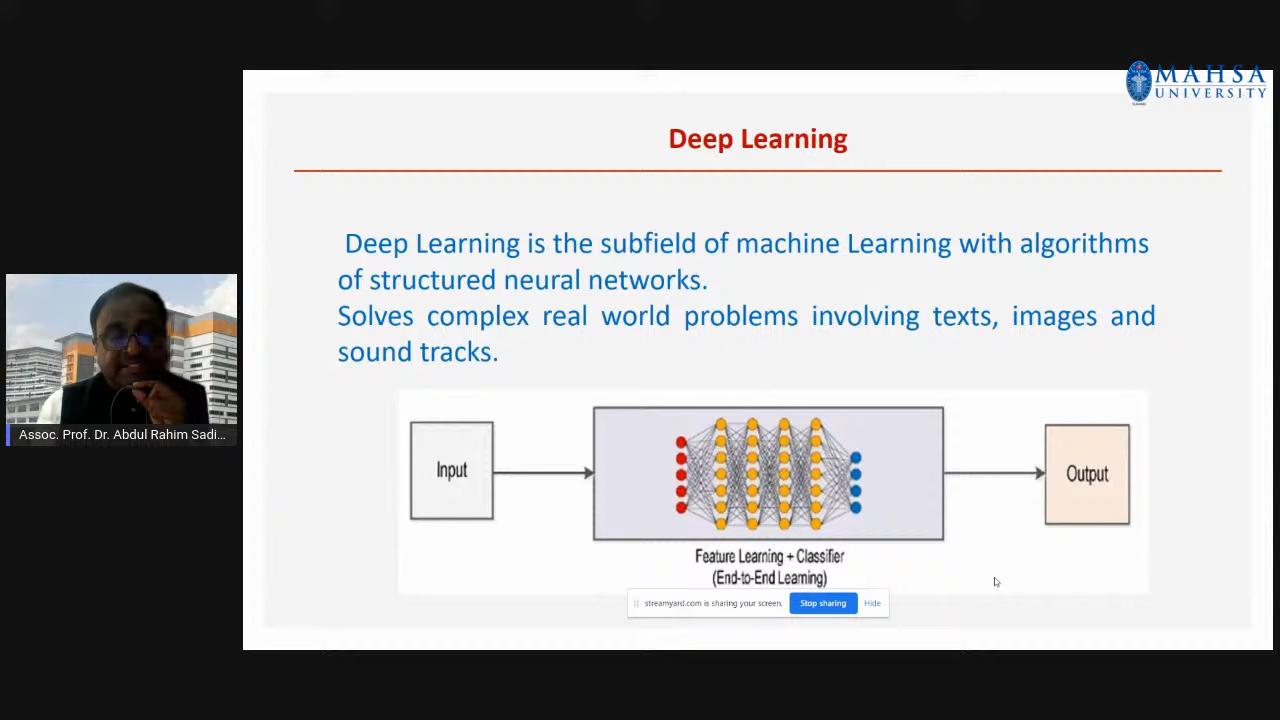 MAHSA
UNIVERSITY
Deep Learning
Deep Learning is the subfield of machine Learning with algorithms
of structured neural networks.
Solves complex real world problems involving texts, images and
sound tracks.
Assoc. Prof. Dr. Abdul Rahim Sadi...
Input
Output
Feature Learning + Classifier
(End-to-End Learning)
streamyard.com is sharing your screen.
Stop sharing
Hide